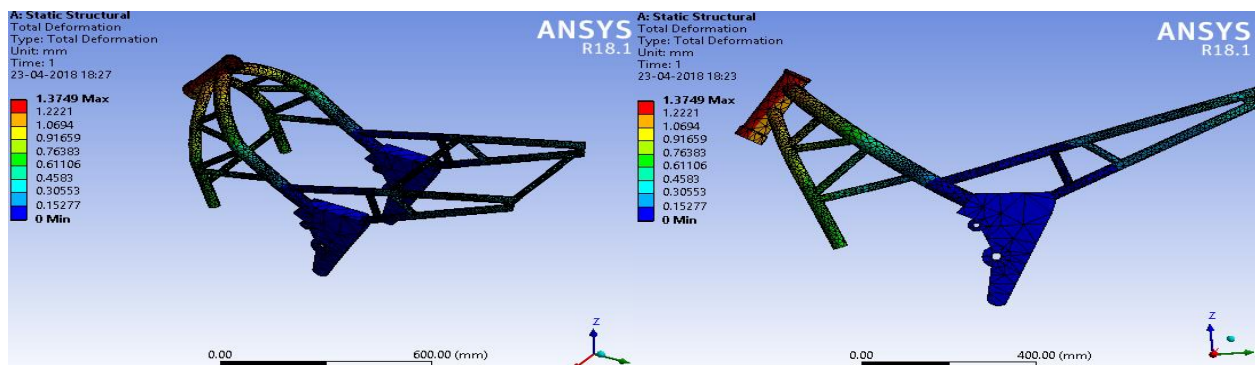 A: Static Structural
Total Deformation
Type: Total Deformation
Unit: mm
Time: 1
23-04-2018 18:27
1.3749 Max
1.2221
1.0694
0.91659
0.76383
0.61106
0.4583
0.30553
0.15277
0 Min
ANSYS
R18.1
0.00
600.00 (mm)
Z
A: Static Structural
Total Deformation
Type: Total Deformation
Unit: mm
Time: 1
23-04-2018 18:23
1.3749 Max
1.2221
1.0694
0.91659
0.76383
0.61106
0.4583
0.30553
0.15277
0 Min
ANSYS
R18.1
0.00
400.00 (mm)
Z